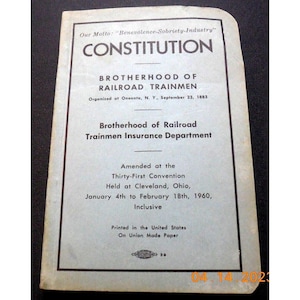 Our Motto: "Benevolence-Sobriety-Industry"
CONSTITUTION
BROTHERHOOD OF
RAILROAD TRAINMEN
Organized at Oneonta, N. Y., September 23, 1883
Brotherhood of Railroad
Trainmen Insurance Department
Amended at the
Thirty-First Convention
Held at Cleveland, Ohio,
January 4th to February 18th, 1960,
Inclusive
Printed in the United States
On Union Made Paper
04.14.2023